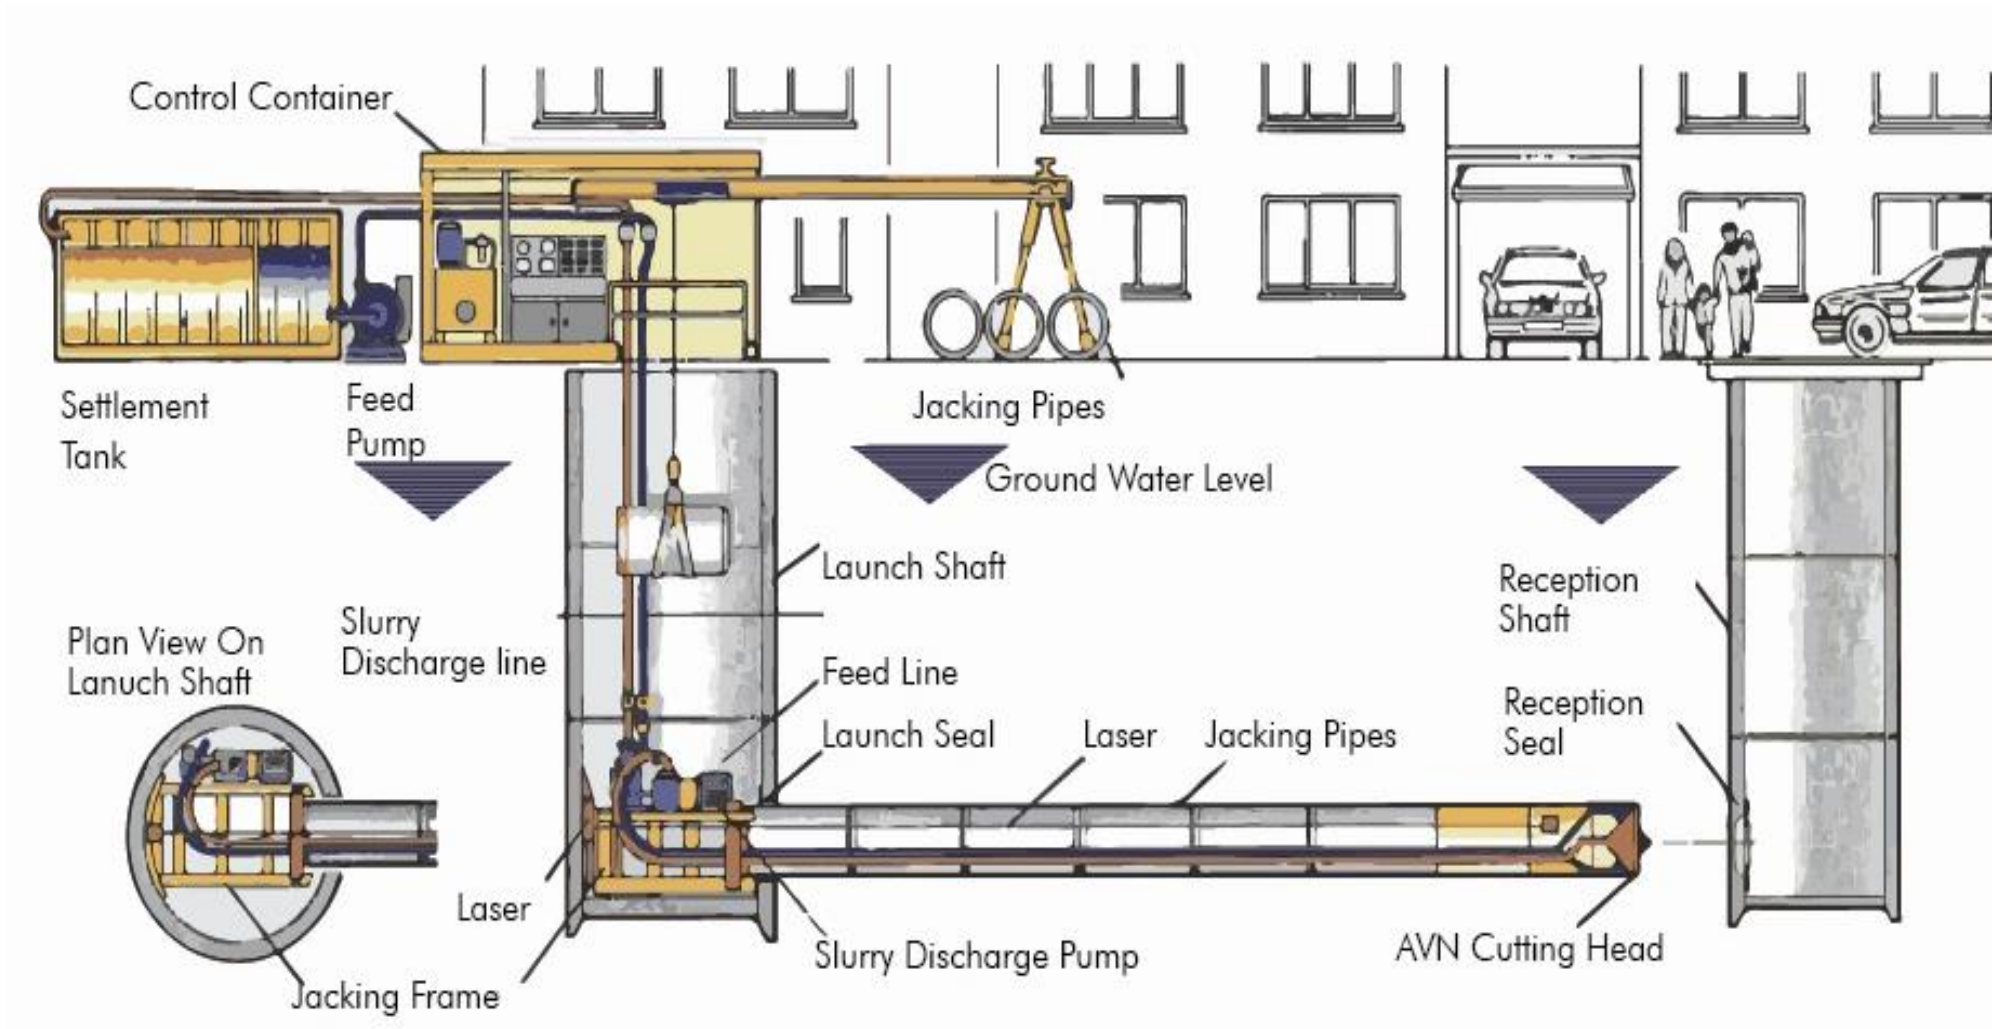 Control Container
Settlement
Tank
Feed
Pump
Jacking Pipes
Ground Water Level
Launch Shaft
Reception
Shaft
Plan View On
Lanuch Shaft
Slurry
Discharge line
Feed Line
Launch Seal
Laser
Jacking Pipes
Reception
Seal
Laser
Slurry Discharge Pump
AVN Cutting Head
Jacking Frame